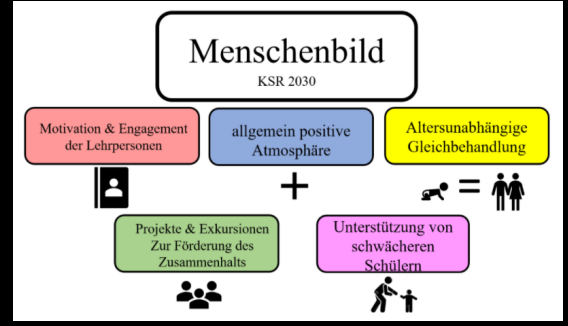 Menschenbild
KSR 2030
Motivation & Engagement
der Lehrpersonen
allgemein positive
Atmosphäre
Altersunabhängige
Gleichbehandlung
+
=
Projekte & Exkursionen
Zur Förderung des
Zusammenhalts
Unterstützung von
schwächeren
Schülern